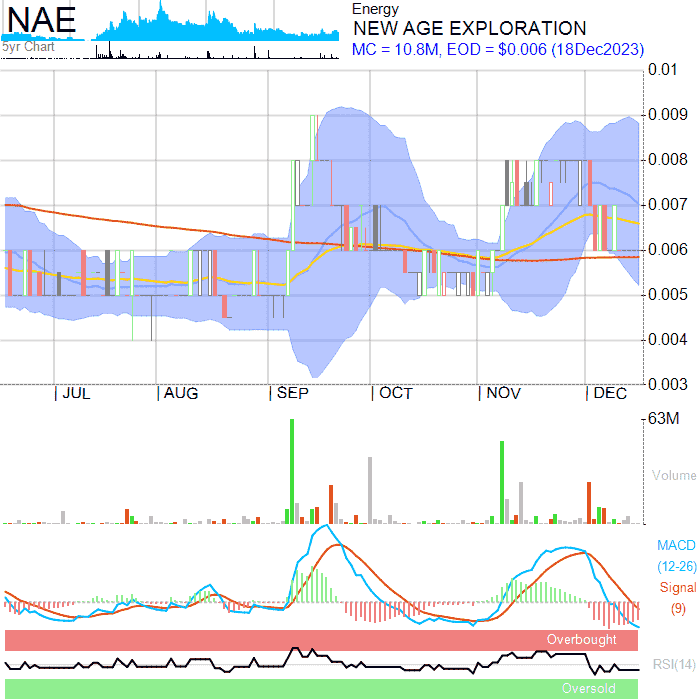 NAE
5yr Chart
Energy
NEW AGE EXPLORATION
MC = 10.8M, EOD = $0.006 (18Dec2023)
0.01
0.009
0.008
0.007
0.006
0.005
0.004
0.003
JUL
AUG
SEP
OCT
NOV
DEC
63M
Volume
MACD
(12-26)
Signal
(9)
Overbought
RSI(14)
Oversold